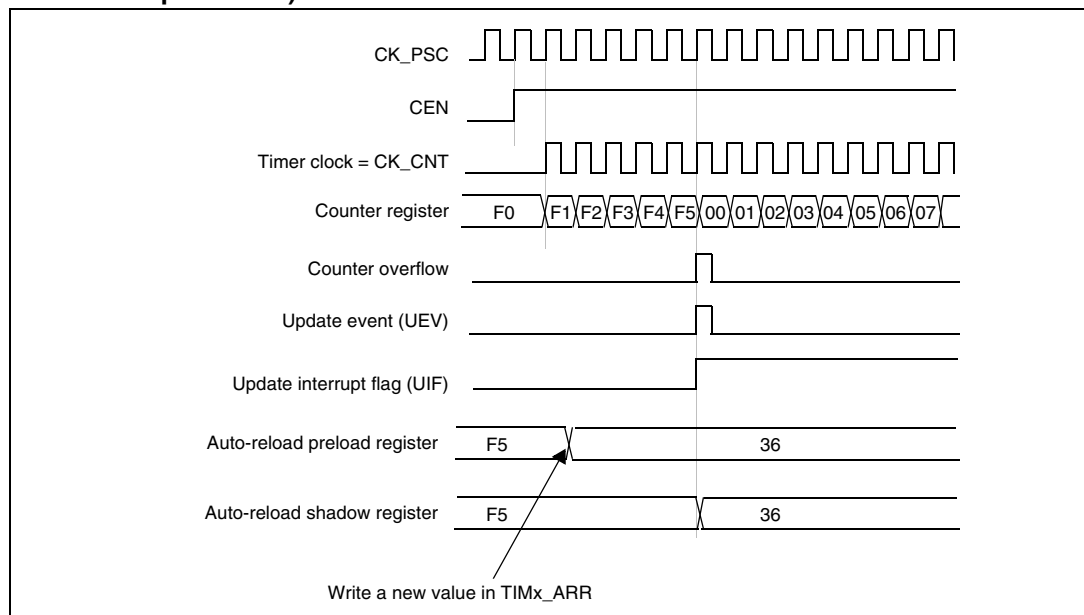 CK_PSC
CEN
Timer clock = CK_CNT
Counter register F0 F1 F2 F3 F4 F5 00 01 02 03 04 05 06 07
Counter overflow
Update event (UEV)
Update interrupt flag (UIF)
Auto-reload preload register F5 36
Auto-reload shadow register F5 36
Write a new value in TIMx_ARR